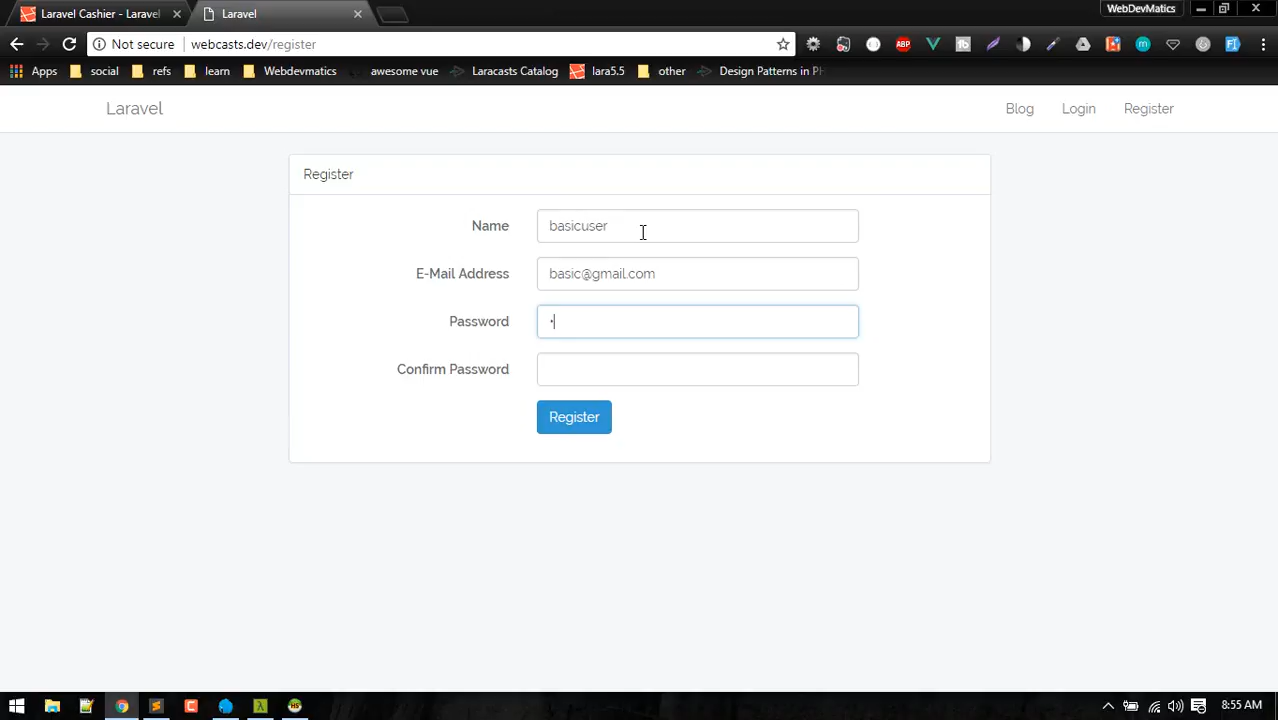 Laravel Cashier - Laravel
Laravel
WebDevMatics
Not secure
webcasts.dev/register
ABP
Apps
social
refs
learn
Webdevmatics
awesome vue
Laracasts Catalog
lara5.5
other
Design Patterns in PH
Laravel
Blog
Login
Register
Register
Name
basicuser
E-Mail Address
basic@gmail.com
Password
Confirm Password
Register
8:55 AM